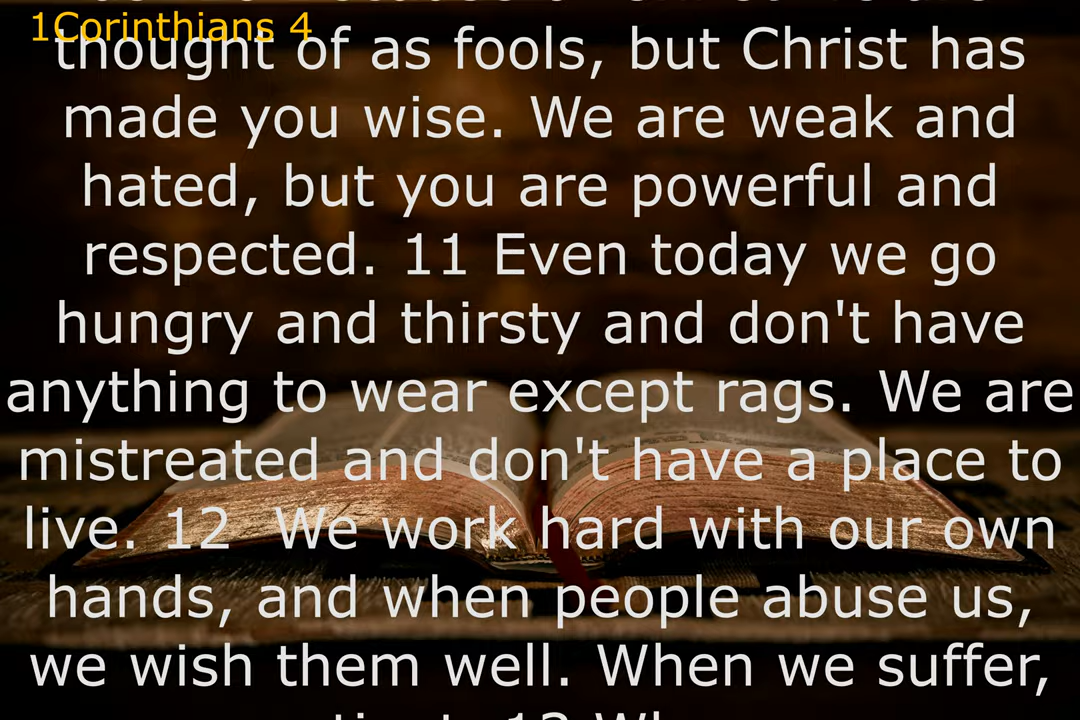 1Corinthians 4
thought of as fools, but Christ has
made you wise. We are weak and
hated, but you are powerful and
respected. 11 Even today we go
hungry and thirsty and don't have
anything to wear except rags. We are
mistreated and don't have a place to
live. 12 We work hard with our own
hands, and when people abuse us,
we wish them well. When we suffer,